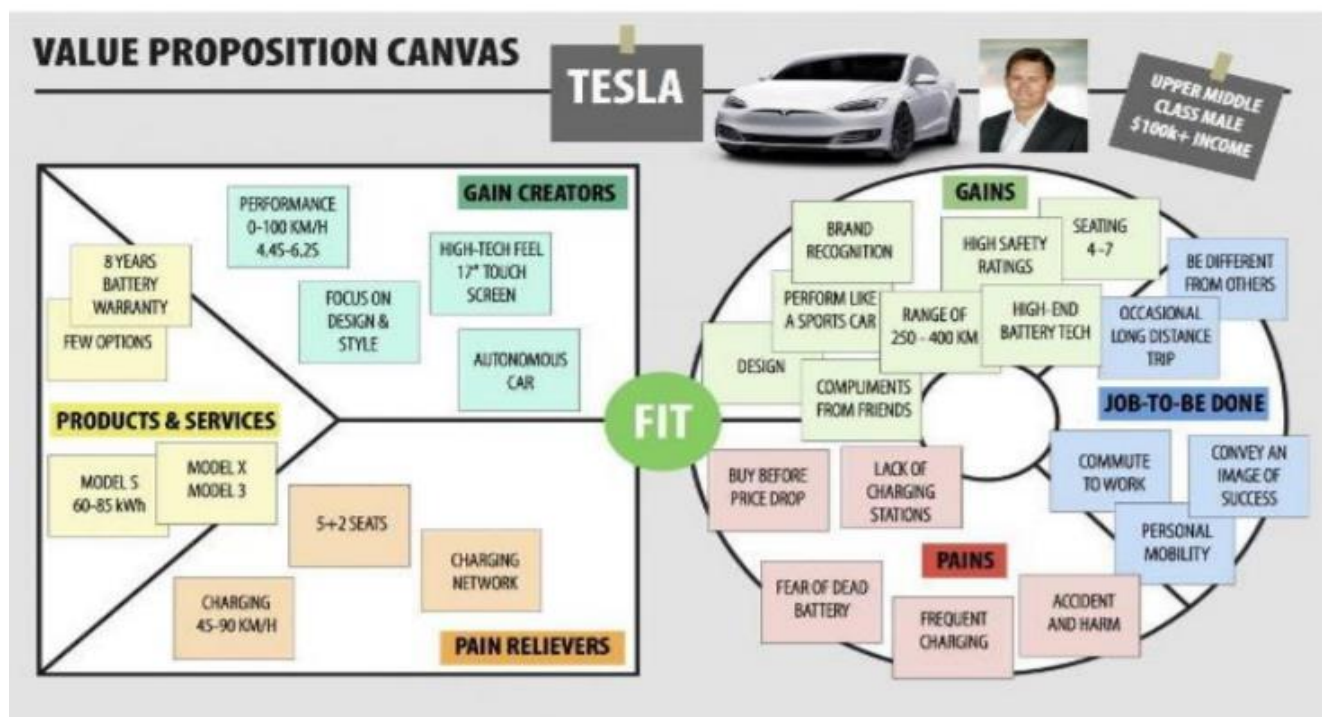 VALUE PROPOSITION CANVAS
TESLA
UPPER MIDDLE
CLASS MALE
$100k+ INCOME
GAIN CREATORS
PERFORMANCE
0-100 KM/H
4.45-6.25
HIGH-TECH FEEL
17" TOUCH
SCREEN
FOCUS ON
DESIGN &
STYLE
AUTONOMOUS
CAR
8 YEARS
BATTERY
WARRANTY
FEW OPTIONS
PRODUCTS & SERVICES
MODEL S
60-85 kWh
MODEL X
MODEL 3
5+2 SEATS
CHARGING
NETWORK
CHARGING
45-90 KM/H
PAIN RELIEVERS
FIT
GAINS
BRAND
RECOGNITION
HIGH SAFETY
RATINGS
SEATING
4-7
PERFORM LIKE
A SPORTS CAR
RANGE OF
250 - 400 KM
HIGH-END
BATTERY TECH
DESIGN
COMPLIMENTS
FROM FRIENDS
BE DIFFERENT
FROM OTHERS
OCCASIONAL
LONG DISTANCE
TRIP
JOB-TO-BE DONE
COMMUTE
TO WORK
CONVEY AN
IMAGE OF
SUCCESS
PERSONAL
MOBILITY
BUY BEFORE
PRICE DROP
LACK OF
CHARGING
STATIONS
PAINS
FEAR OF DEAD
BATTERY
FREQUENT
CHARGING
ACCIDENT
AND HARM